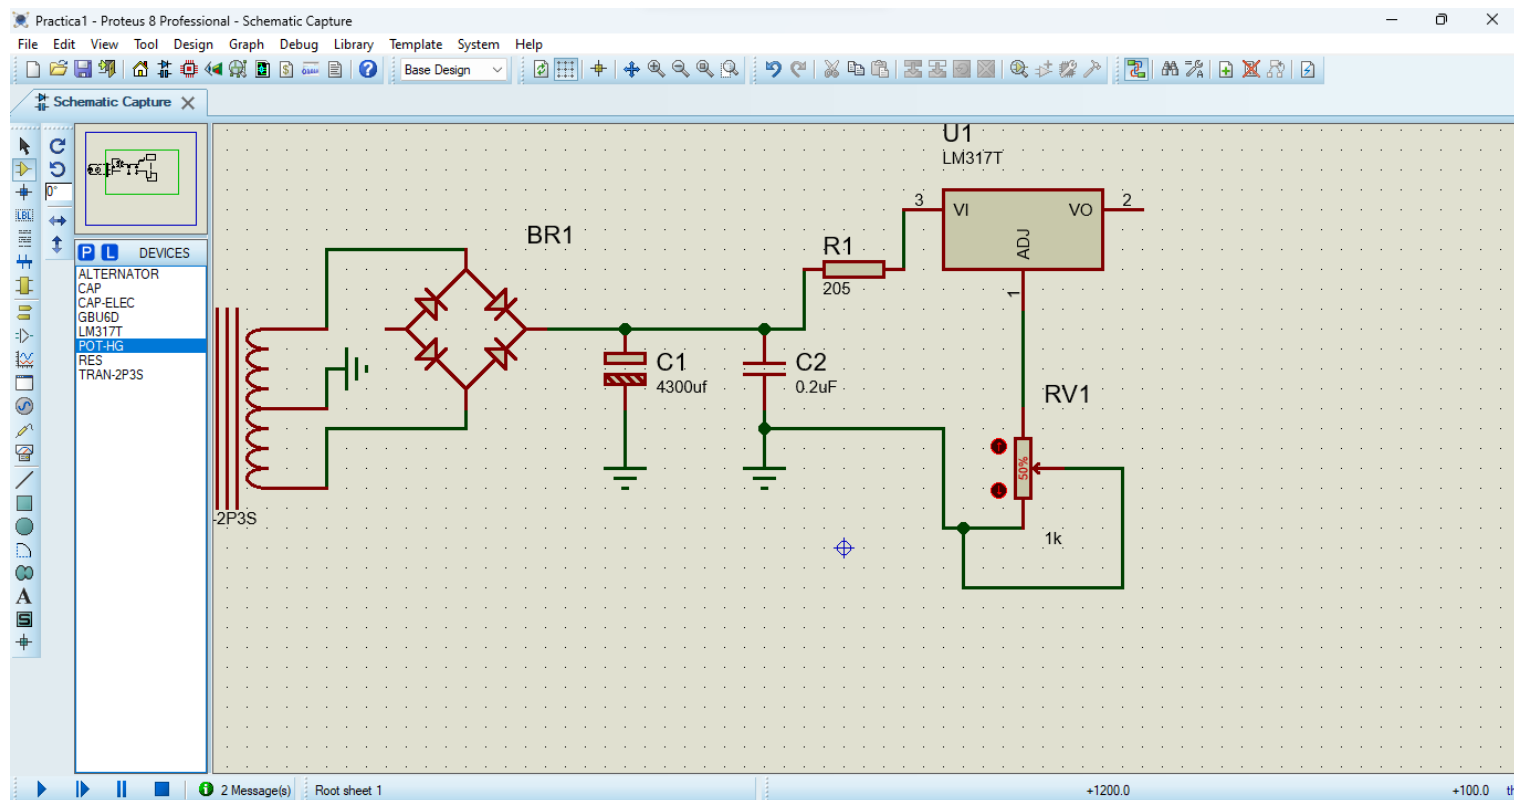 Practica1 - Proteus 8 Professional - Schematic Capture
File Edit View Tool Design Graph Debug Library Template System Help
Base Design
Schematic Capture
0°
LBL
P L DEVICES
ALTERNATOR
CAP
CAP-ELEC
GBU6D
LM317T
POT-HG
RES
TRAN-2P3S
A
S
U1
LM317T
3 VI VO 2
ADJ
1
BR1
R1
205
C1
4300uf
C2
0.2uF
RV1
50%
1k
-2P3S
2 Message(s) Root sheet 1 +1200.0 +100.0 th